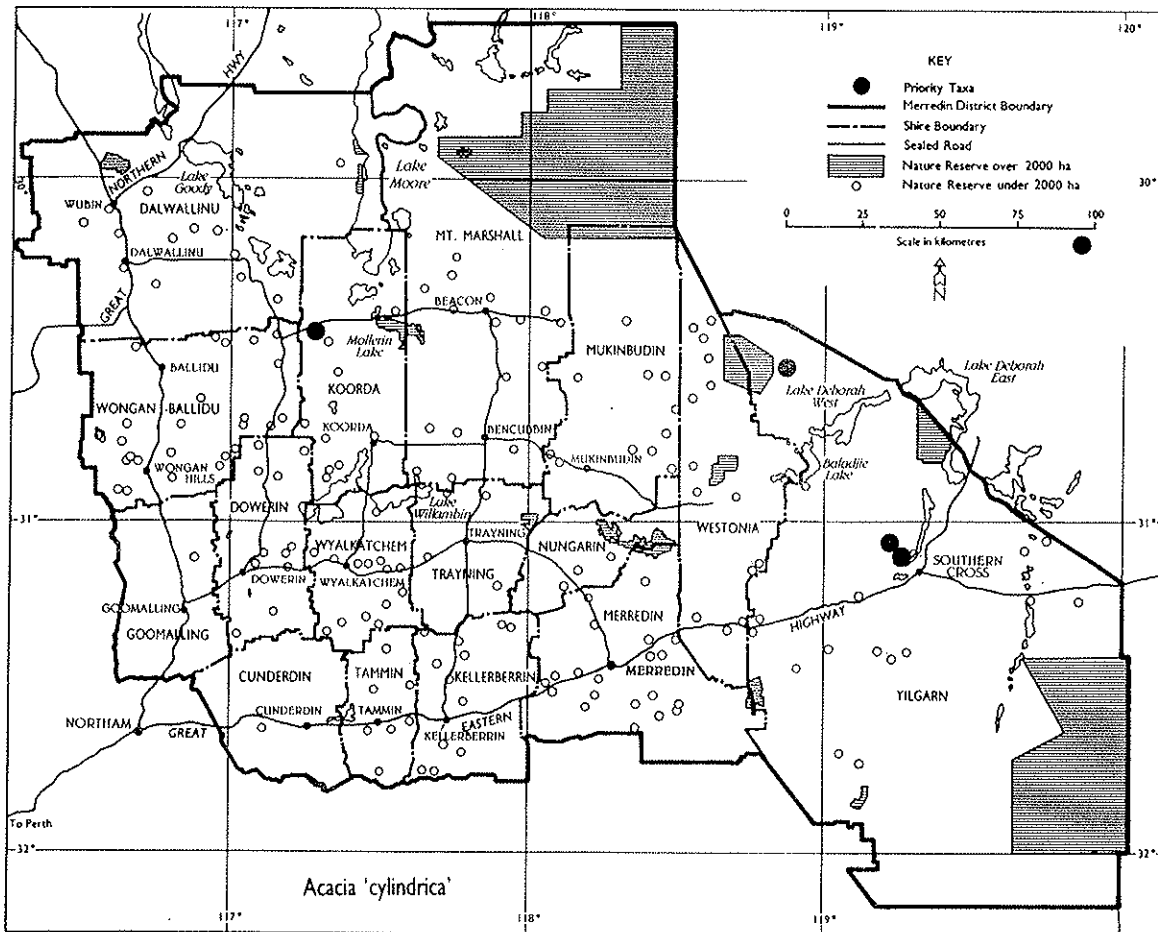 117°
118°
119°
120°
KEY
Priority Taxa
Merredin District Boundary
Shire Boundary
Sealed Road
Nature Reserve over 2000 ha
Nature Reserve under 2000 ha
0 25 50 75 100
Scale in kilometres
N
HWY
NORTHERN
Lake Goody
Lake Moore
30°
30
WUBIN
DALWALLINU
MT. MARSHALL
DALWALLINU
GREAT
BEACON
Mollerin Lake
MUKINBUDIN
BALLIDU
KOORDA
Lake Deborah West
Lake Deborah East
WONGAN -BALLIDU
KOORDA
BENCUBBIN
MUKINBUDIN
Baladjie Lake
WONGAN HILLS
DOWERIN
Lake Wallambin
31°
31°
WYALKATCHEM
TRAYNING
NUNGARIN
WESTONIA
DOWERIN
WYALKATCHEM
TRAYNING
SOUTHERN CROSS
GOOMALLING
GOOMALLING
MERREDIN
HIGHWAY
CUNDERDIN
TAMMIN
KELLERBERRIN
MERREDIN
YILGARN
NORTHAM
GREAT
CUNDERDIN
TAMMIN
EASTERN
KELLERBERRIN
To Perth
32°
32°
Acacia 'cylindrica'
117°
118°
119°